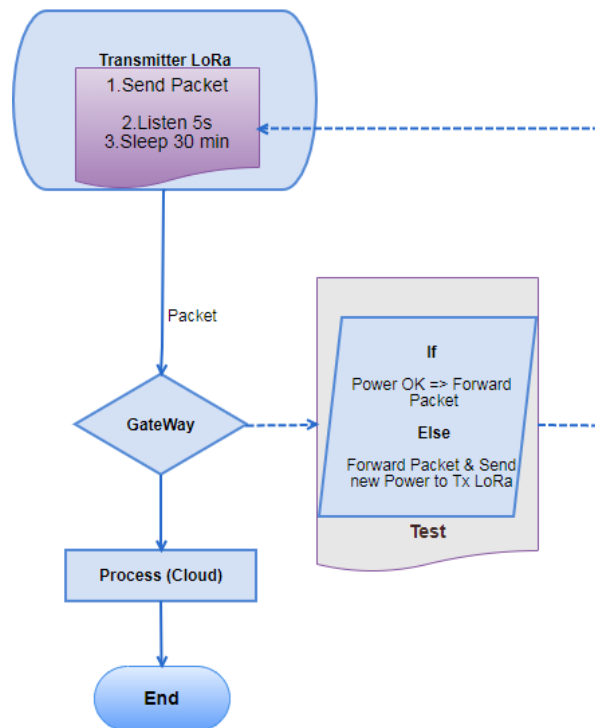 Transmitter LoRa
1.Send Packet
2.Listen 5s
3.Sleep 30 min
Packet
GateWay
If
Power OK => Forward
Packet
Else
Forward Packet & Send
new Power to Tx LoRa
Test
Process (Cloud)
End